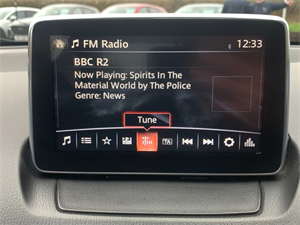 FM Radio 12:33
BBC R2
Now Playing: Spirits In The
Material World by The Police
Genre: News
Tune
TA